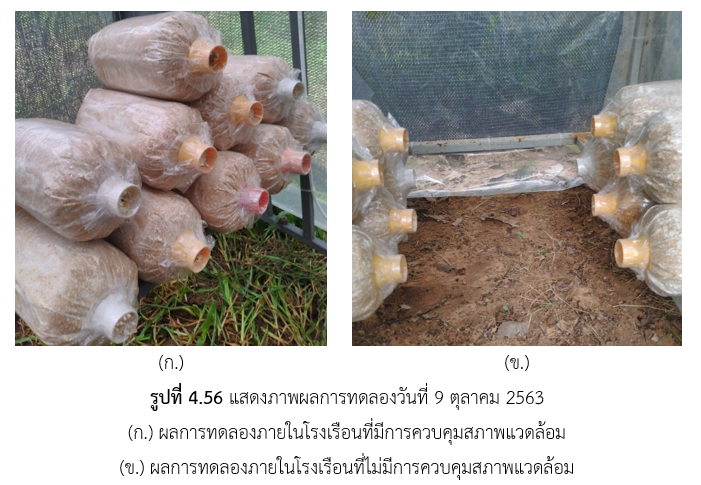 (ก.) (ข.)
รูปที่ 4.56 แสดงภาพผลการทดลองวันที่ 9 ตุลาคม 2563
(ก.) ผลการทดลองภายในโรงเรือนที่มีการควบคุมสภาพแวดล้อม
(ข.) ผลการทดลองภายในโรงเรือนที่ไม่มีการควบคุมสภาพแวดล้อม